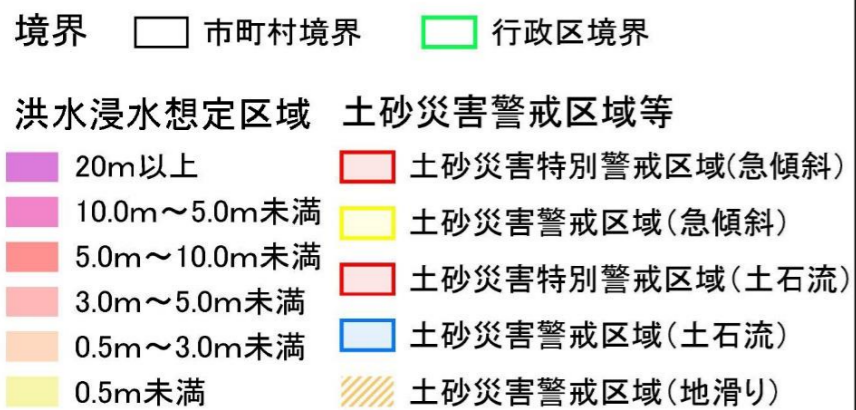 境界 市町村境界 行政区境界
洪水浸水想定区域 土砂災害警戒区域等
20m以上 土砂災害特別警戒区域(急傾斜)
10.0m~5.0m未満 土砂災害警戒区域(急傾斜)
5.0m~10.0m未満 土砂災害特別警戒区域(土石流)
3.0m~5.0m未満
0.5m~3.0m未満 土砂災害警戒区域(土石流)
0.5m未満 土砂災害警戒区域(地滑り)